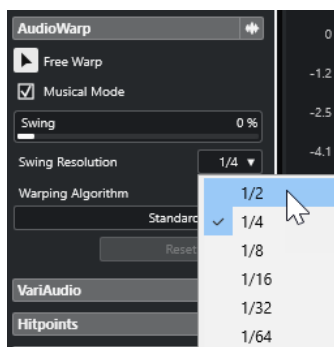 AudioWarp
0
Free Warp
-1.2
Musical Mode
-2.5
Swing 0 %
-4.1
Swing Resolution 1/4
Warping Algorithm
1/2
Standard
1/4
Reset
1/8
1/16
VariAudio
1/32
Hitpoints
1/64